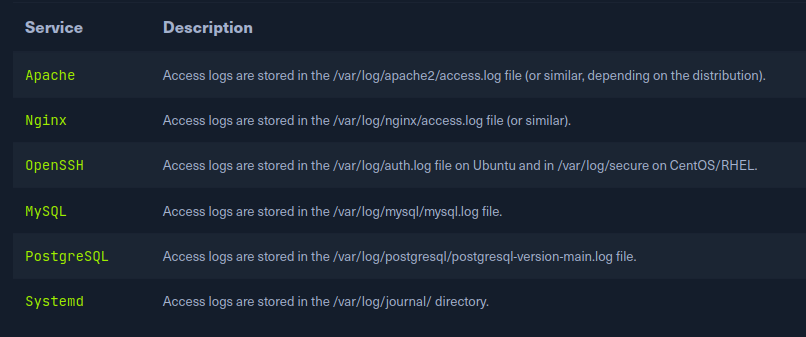 Service Description
Apache Access logs are stored in the /var/log/apache2/access.log file (or similar, depending on the distribution).
Nginx Access logs are stored in the /var/log/nginx/access.log file (or similar).
OpenSSH Access logs are stored in the /var/log/auth.log file on Ubuntu and in /var/log/secure on CentOS/RHEL.
MySQL Access logs are stored in the /var/log/mysql/mysql.log file.
PostgreSQL Access logs are stored in the /var/log/postgresql/postgresql-version-main.log file.
Systemd Access logs are stored in the /var/log/journal/ directory.